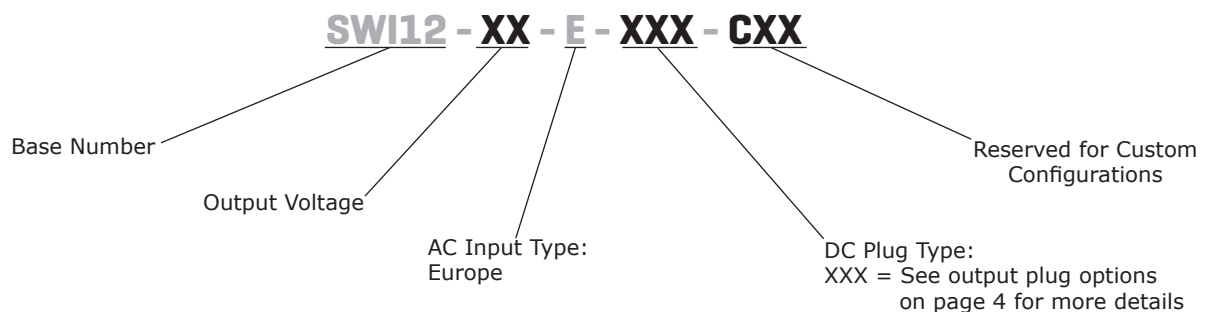 SWI12 - XX - E - XXX - CXX
Base Number
Output Voltage
AC Input Type:
Europe
DC Plug Type:
XXX = See output plug options
on page 4 for more details
Reserved for Custom
Configurations